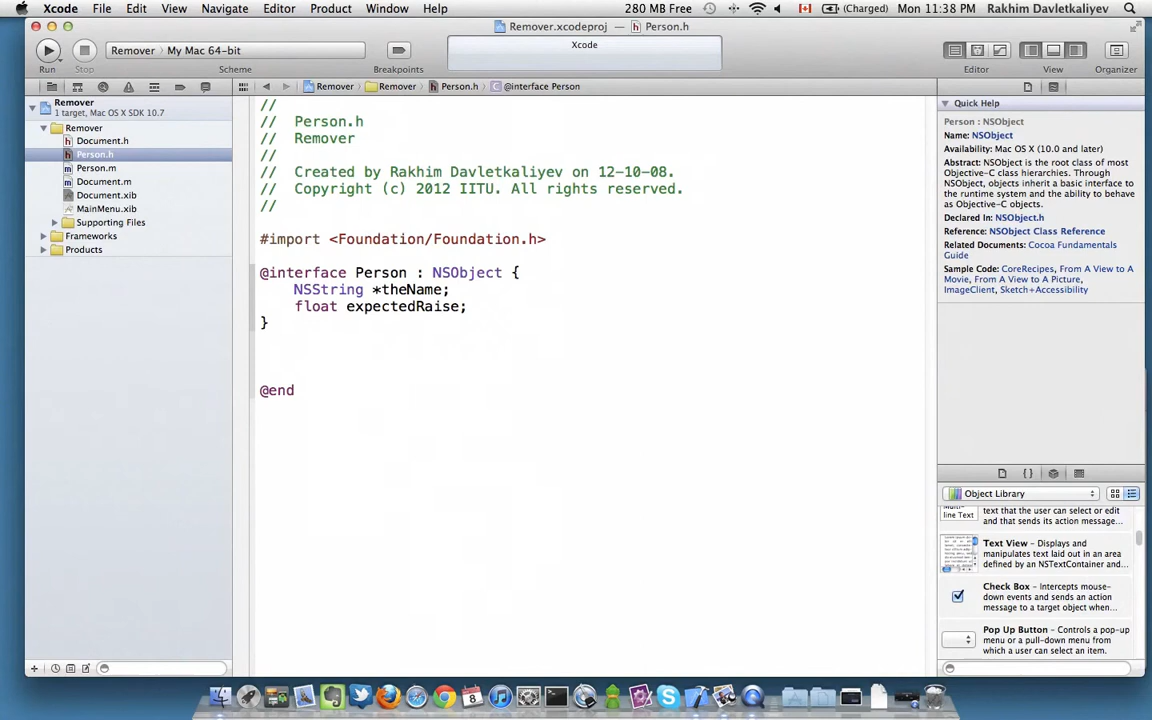 Xcode File Edit View Navigate Editor Product Window Help 280 MB Free (Charged) Mon 11:38 PM Rakhim Davletkaliyev
Remover.xcodeproj — Person.h
Remover My Mac 64-bit
Xcode
Run Stop Scheme Breakpoints Editor View Organizer
Remover
1 target, Mac OS X SDK 10.7
Remover
Document.h
Person.h
Person.m
Document.m
Document.xib
MainMenu.xib
Supporting Files
Frameworks
Products
Remover Remover Person.h @interface Person
//
// Person.h
// Remover
//
// Created by Rakhim Davletkaliyev on 12-10-08.
// Copyright (c) 2012 IITU. All rights reserved.
//
#import <Foundation/Foundation.h>
@interface Person : NSObject {
NSString *theName;
float expectedRaise;
}
@end
Quick Help
Person : NSObject
Name: NSObject
Availability: Mac OS X (10.0 and later)
Abstract: NSObject is the root class of most
Objective-C class hierarchies. Through
NSObject, objects inherit a basic interface to
the runtime system and the ability to behave
as Objective-C objects.
Declared In: NSObject.h
Reference: NSObject Class Reference
Related Documents: Cocoa Fundamentals
Guide
Sample Code: CoreRecipes, From A View to A
Movie, From A View to A Picture,
ImageClient, Sketch+Accessibility
Object Library
line Text
text that the user can select or edit
and that sends its action message...
Text View – Displays and
manipulates text laid out in an area
defined by an NSTextContainer and...
Check Box – Intercepts mouse-
down events and sends an action
message to a target object when...
Pop Up Button – Controls a pop-up
menu or a pull-down menu from
which a user can select an item.